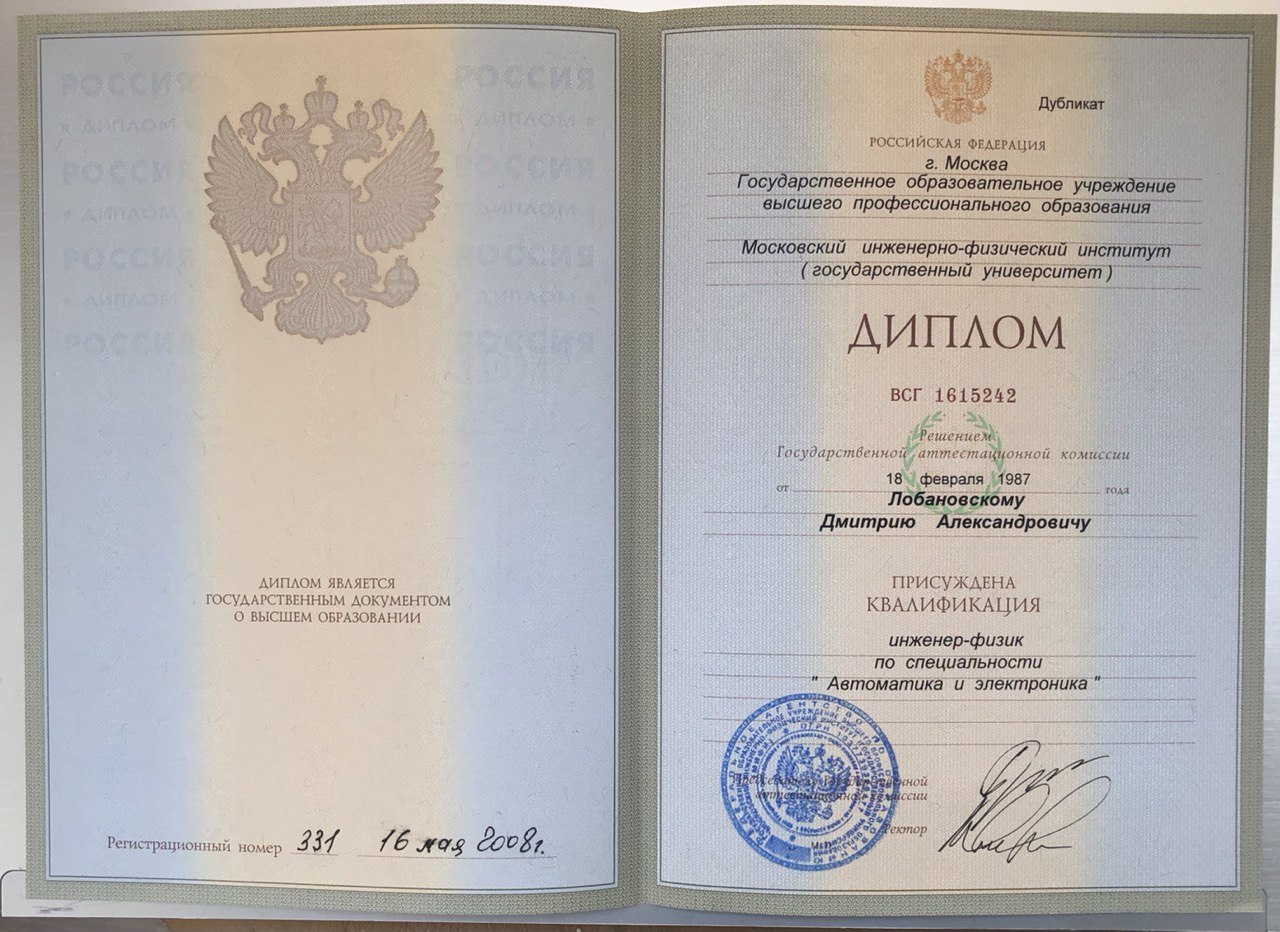 РОССИЯ РОССИЯ
ДИПЛОМ ДИПЛОМ
РОССИЯ РОССИЯ
ДИПЛОМ ДИПЛОМ
РОССИЯ РОССИЯ
ДИПЛОМ ДИПЛОМ
РОССИЯ РОССИЯ
ДИПЛОМ ЯВЛЯЕТСЯ
ГОСУДАРСТВЕННЫМ ДОКУМЕНТОМ
О ВЫСШЕМ ОБРАЗОВАНИИ
Регистрационный номер 331 16 мая 2008г.
Дубликат
РОССИЙСКАЯ ФЕДЕРАЦИЯ
г. Москва
Государственное образовательное учреждение
высшего профессионального образования
Московский инженерно-физический институт
( государственный университет )
ДИПЛОМ
ВСГ 1615242
Решением
Государственной аттестационной комиссии
от 18 февраля 1987 года
Лобановскому
Дмитрию Александровичу
ПРИСУЖДЕНА
КВАЛИФИКАЦИЯ
инженер-физик
по специальности
" Автоматика и электроника "
Председатель Государственной
аттестационной комиссии
Ректор